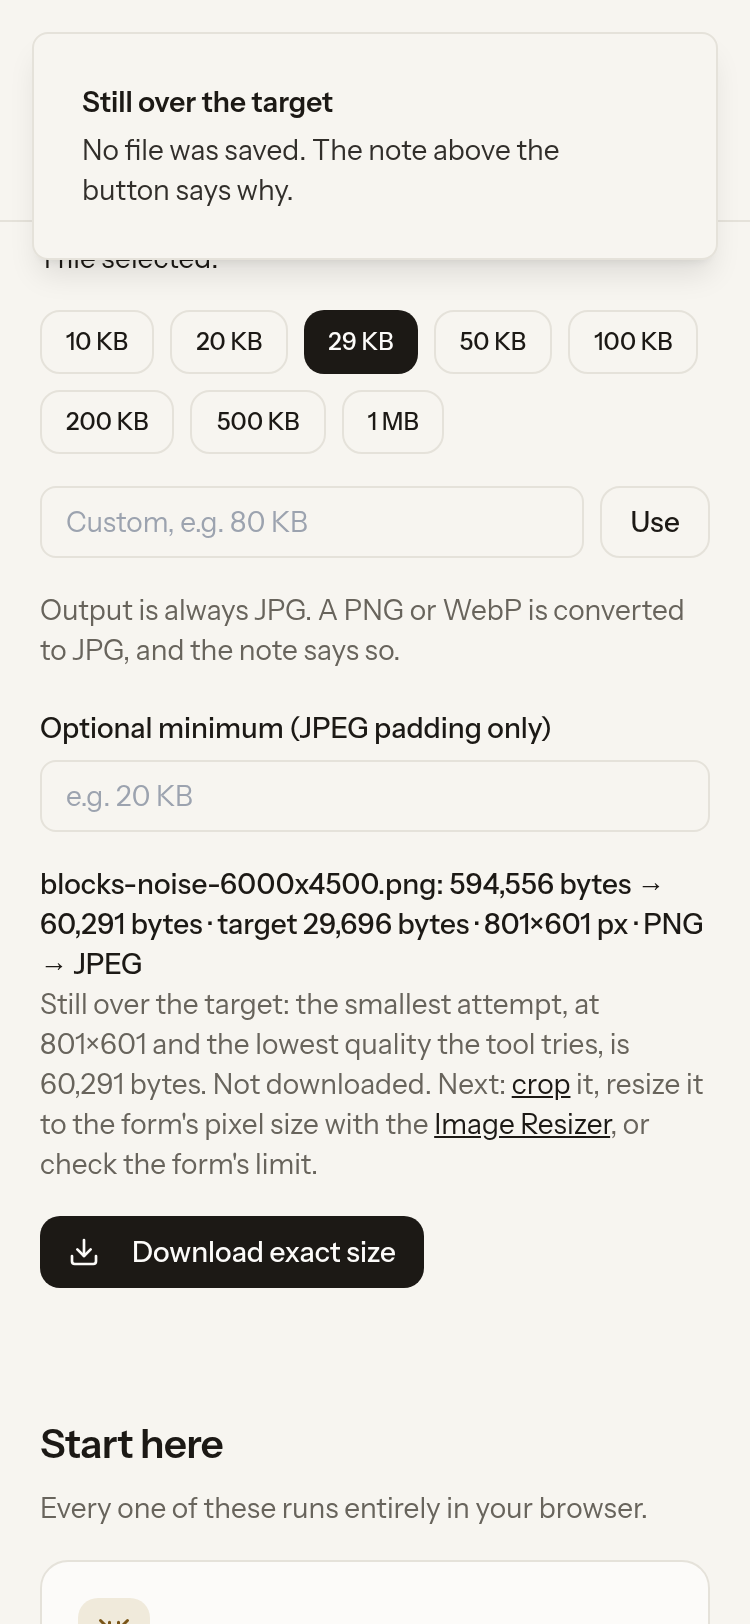 Still over the target
No file was saved. The note above the
button says why.
1 file selected.
10 KB
20 KB
29 KB
50 KB
100 KB
200 KB
500 KB
1 MB
Custom, e.g. 80 KB
Use
Output is always JPG. A PNG or WebP is converted
to JPG, and the note says so.
Optional minimum (JPEG padding only)
e.g. 20 KB
blocks-noise-6000x4500.png: 594,556 bytes →
60,291 bytes · target 29,696 bytes · 801×601 px · PNG
→ JPEG
Still over the target: the smallest attempt, at
801×601 and the lowest quality the tool tries, is
60,291 bytes. Not downloaded. Next: crop it, resize it
to the form's pixel size with the Image Resizer, or
check the form's limit.
Download exact size
Start here
Every one of these runs entirely in your browser.